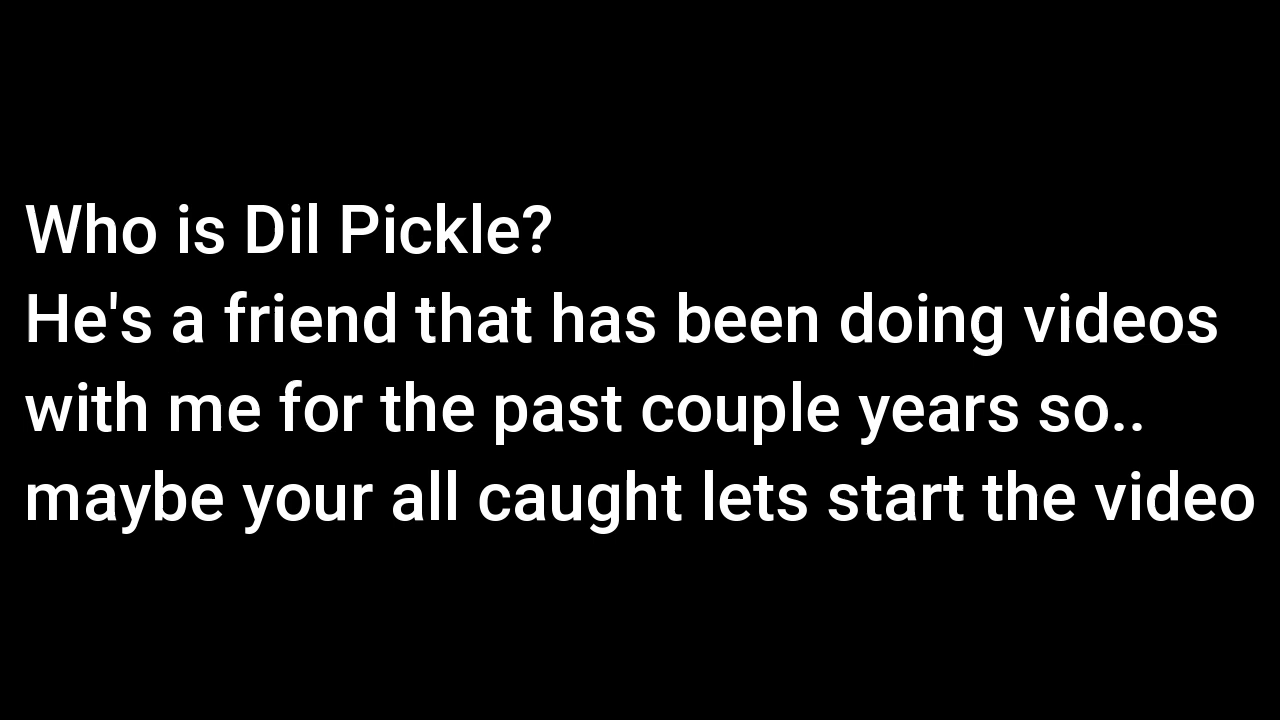 Who is Dil Pickle?
He's a friend that has been doing videos
with me for the past couple years so..
maybe your all caught lets start the video